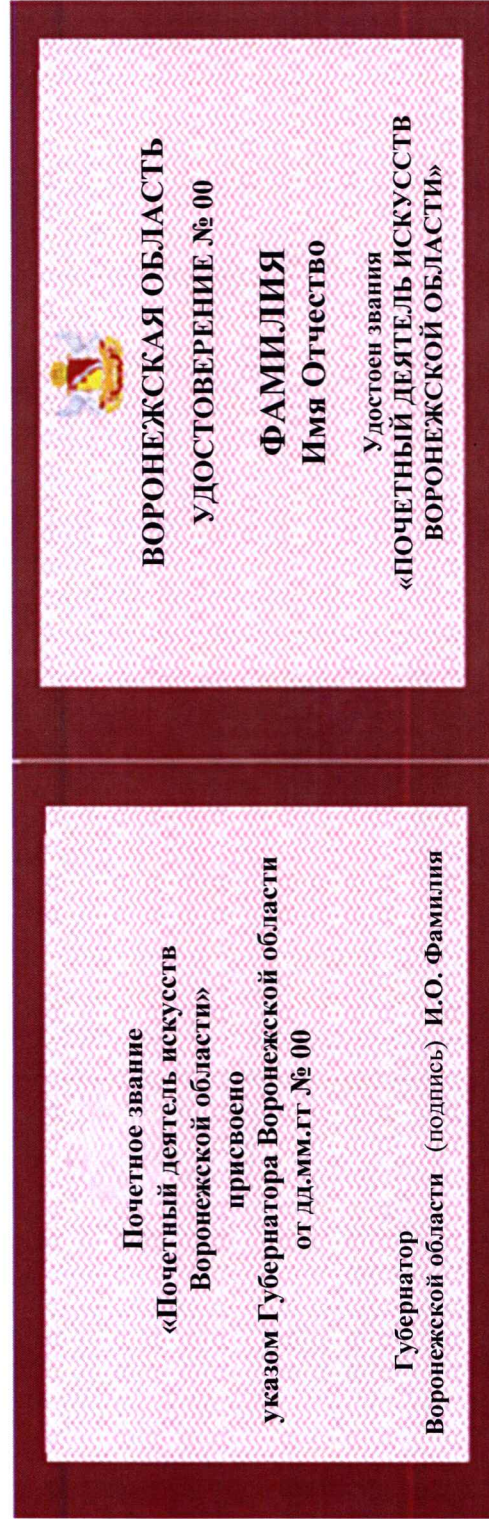 Почетное звание
«Почетный деятель искусств
Воронежской области»
присвоено
указом Губернатора Воронежской области
от дд.мм.гг № 00
Губернатор
Воронежской области (подпись) И.О. Фамилия
ВОРОНЕЖСКАЯ ОБЛАСТЬ
УДОСТОВЕРЕНИЕ № 00
ФАМИЛИЯ
Имя Отчество
Удостоен звания
«ПОЧЕТНЫЙ ДЕЯТЕЛЬ ИСКУССТВ
ВОРОНЕЖСКОЙ ОБЛАСТИ»